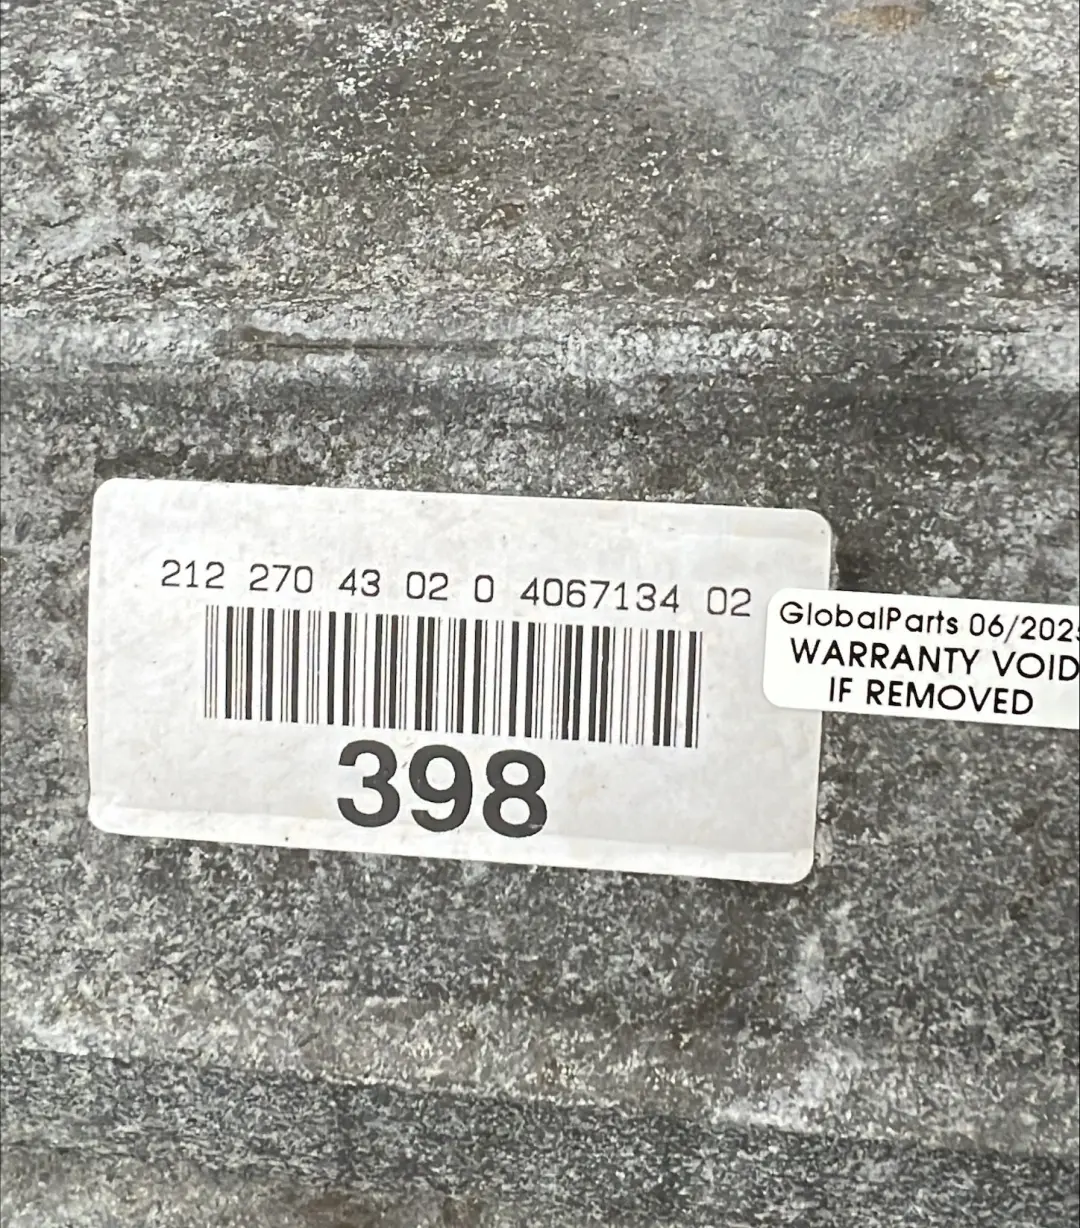 212 270 43 02 0 4067134 02
398
GlobalParts 06/202
WARRANTY VOID
IF REMOVED